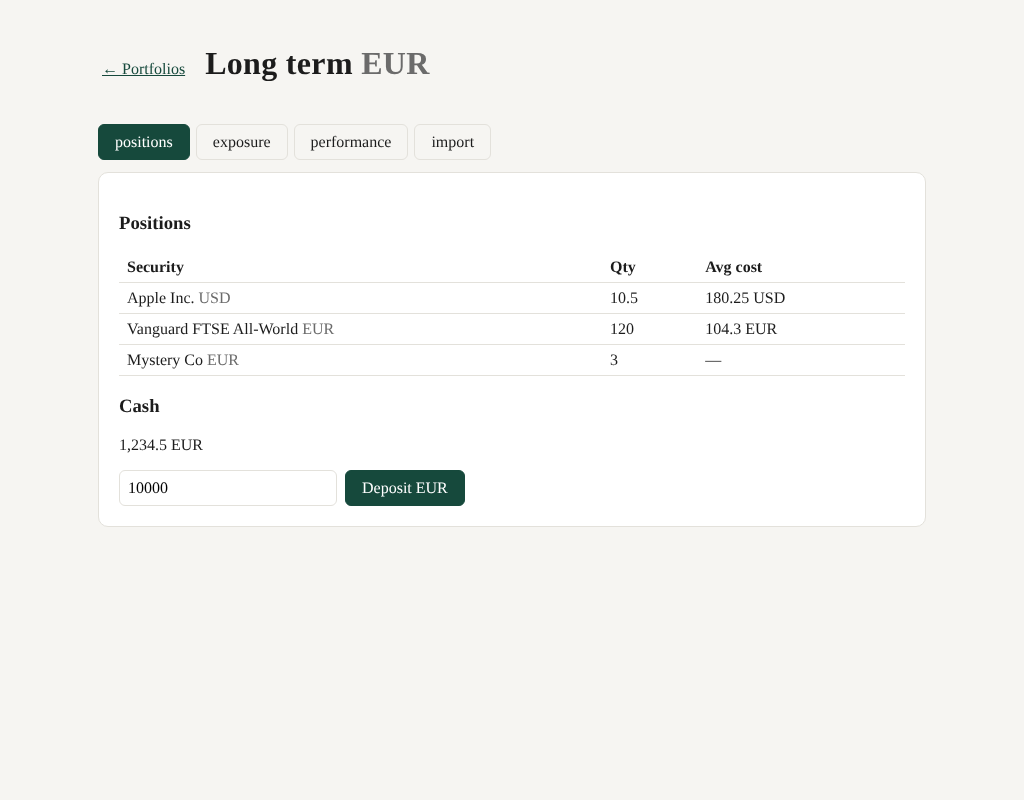 ← Portfolios Long term EUR
positions exposure performance import
Positions
Security Qty Avg cost
Apple Inc. USD 10.5 180.25 USD
Vanguard FTSE All-World EUR 120 104.3 EUR
Mystery Co EUR 3 —
Cash
1,234.5 EUR
10000 Deposit EUR